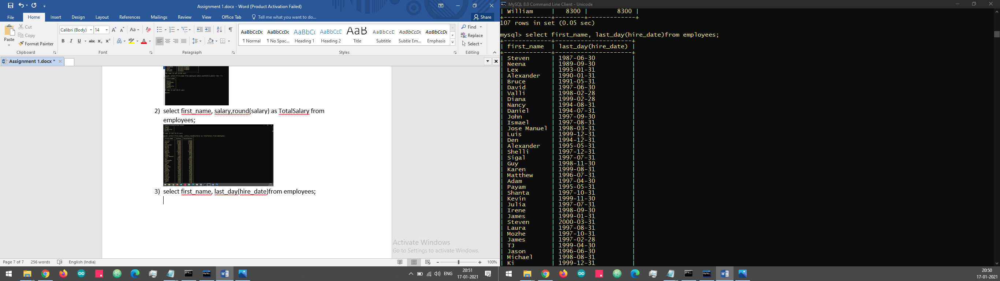 Assignment 1.docx - Word (Product Activation Failed)
File Home Insert Design Layout References Mailings Review View Office Tab Tell me what you want to do... Share
Cut
Copy
Format Painter
Paste
Clipboard
Calibri (Body) 14
Font
Paragraph
AaBbCcDc AaBbCcDc AaBbCc AaBbCcD AaB AaBbCcD AaBbCcDc AaBbCcDc
¶ Normal ¶ No Spac... Heading 1 Heading 2 Title Subtitle Subtle Em... Emphasis
Styles
Find
Replace
Select
Editing
Assignment 1.docx *
2) select first_name, salary,round(salary) as TotalSalary from
employees;
3) select first_name, last_day(hire_date)from employees;
Activate Windows
Go to Settings to activate Windows.
Page 7 of 7 256 words English (India) 100%
ENG 20:51
17-01-2021
MySQL 8.0 Command Line Client - Unicode
| William | 8300 | 8300 |
+--------------+--------+-------------+
107 rows in set (0.05 sec)
mysql> select first_name, last_day(hire_date)from employees;
+-------------+---------------------+
| first_name | last_day(hire_date) |
+-------------+---------------------+
| Steven | 1987-06-30 |
| Neena | 1989-09-30 |
| Lex | 1993-01-31 |
| Alexander | 1990-01-31 |
| Bruce | 1991-05-31 |
| David | 1997-06-30 |
| Valli | 1998-02-28 |
| Diana | 1999-02-28 |
| Nancy | 1994-08-31 |
| Daniel | 1994-07-31 |
| John | 1997-09-30 |
| Ismael | 1997-08-31 |
| Jose Manuel | 1998-03-31 |
| Luis | 1999-12-31 |
| Den | 1994-12-31 |
| Alexander | 1995-05-31 |
| Shelli | 1997-12-31 |
| Sigal | 1997-07-31 |
| Guy | 1998-11-30 |
| Karen | 1999-08-31 |
| Matthew | 1996-07-31 |
| Adam | 1997-04-30 |
| Payam | 1995-05-31 |
| Shanta | 1997-10-31 |
| Kevin | 1999-11-30 |
| Julia | 1997-07-31 |
| Irene | 1998-09-30 |
| James | 1999-01-31 |
| Steven | 2000-03-31 |
| Laura | 1997-08-31 |
| Mozhe | 1997-10-31 |
| James | 1997-02-28 |
| TJ | 1999-04-30 |
| Jason | 1996-06-30 |
| Michael | 1998-08-31 |
| Ki | 1999-12-31 |
20:50
17-01-2021